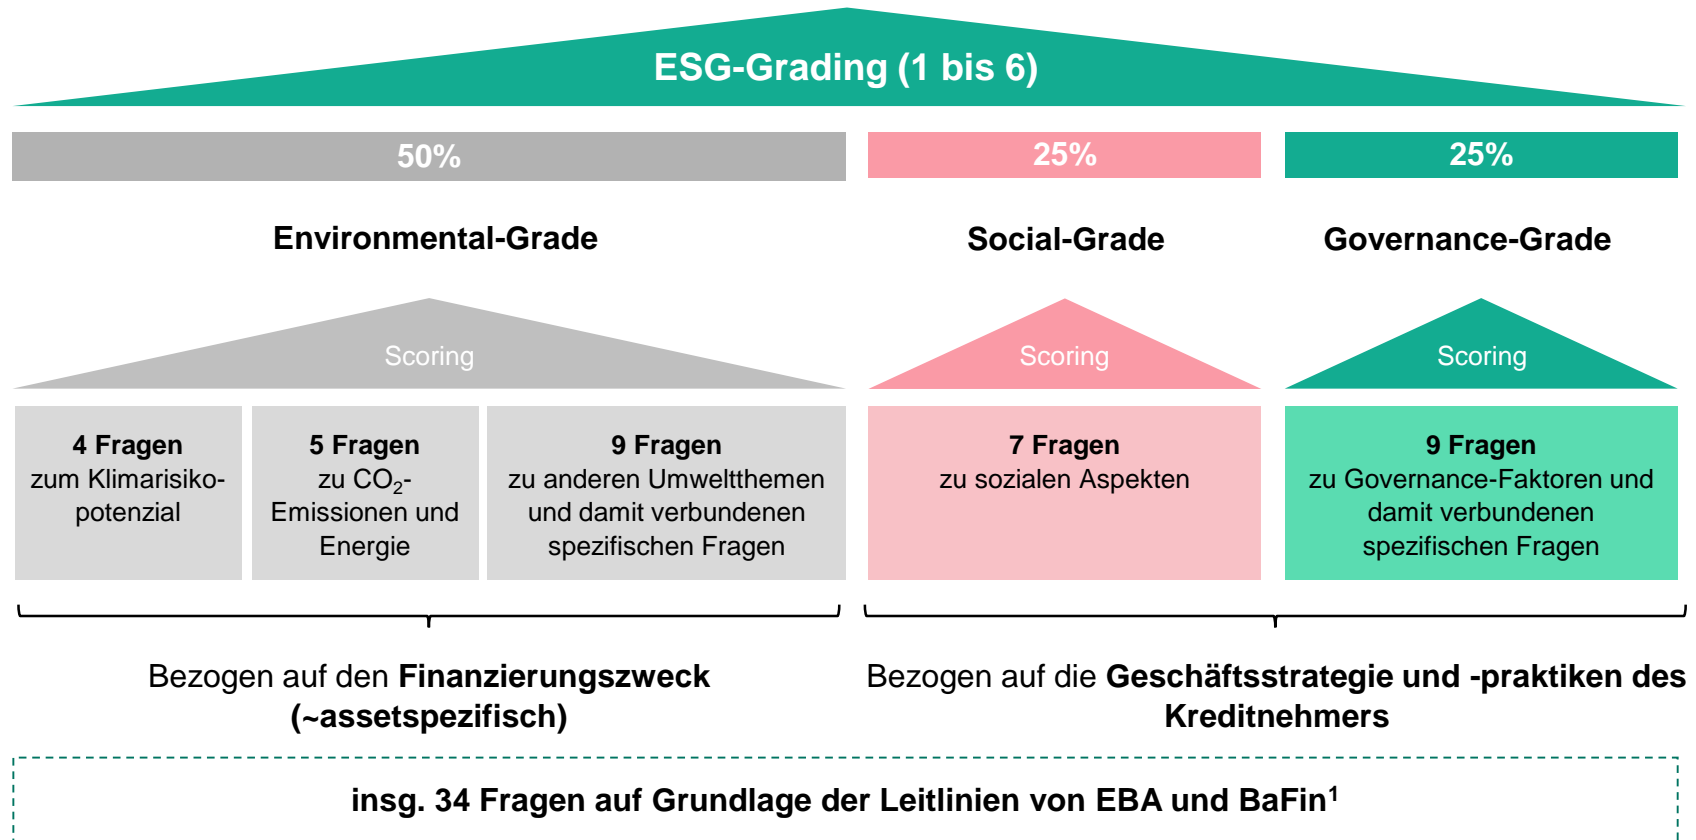 ESG-Grading (1 bis 6)
50%
25%
25%
Environmental-Grade
Social-Grade
Governance-Grade
Scoring
Scoring
Scoring
4 Fragen
zum Klimarisiko-
potenzial
5 Fragen
zu CO₂-
Emissionen und
Energie
9 Fragen
zu anderen Umweltthemen
und damit verbundenen
spezifischen Fragen
7 Fragen
zu sozialen Aspekten
9 Fragen
zu Governance-Faktoren und
damit verbundenen
spezifischen Fragen
Bezogen auf den Finanzierungszweck
(~assetspezifisch)
Bezogen auf die Geschäftsstrategie und -praktiken des
Kreditnehmers
insg. 34 Fragen auf Grundlage der Leitlinien von EBA und BaFin¹